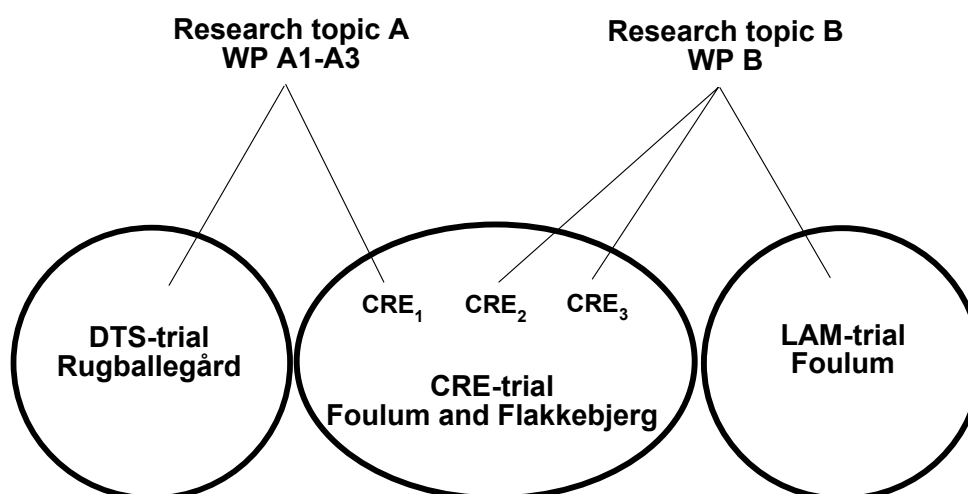 Research topic A
WP A1-A3
Research topic B
WP B
CRE₁
CRE₂
CRE₃
DTS-trial
Rugballegård
CRE-trial
Foulum and Flakkebjerg
LAM-trial
Foulum